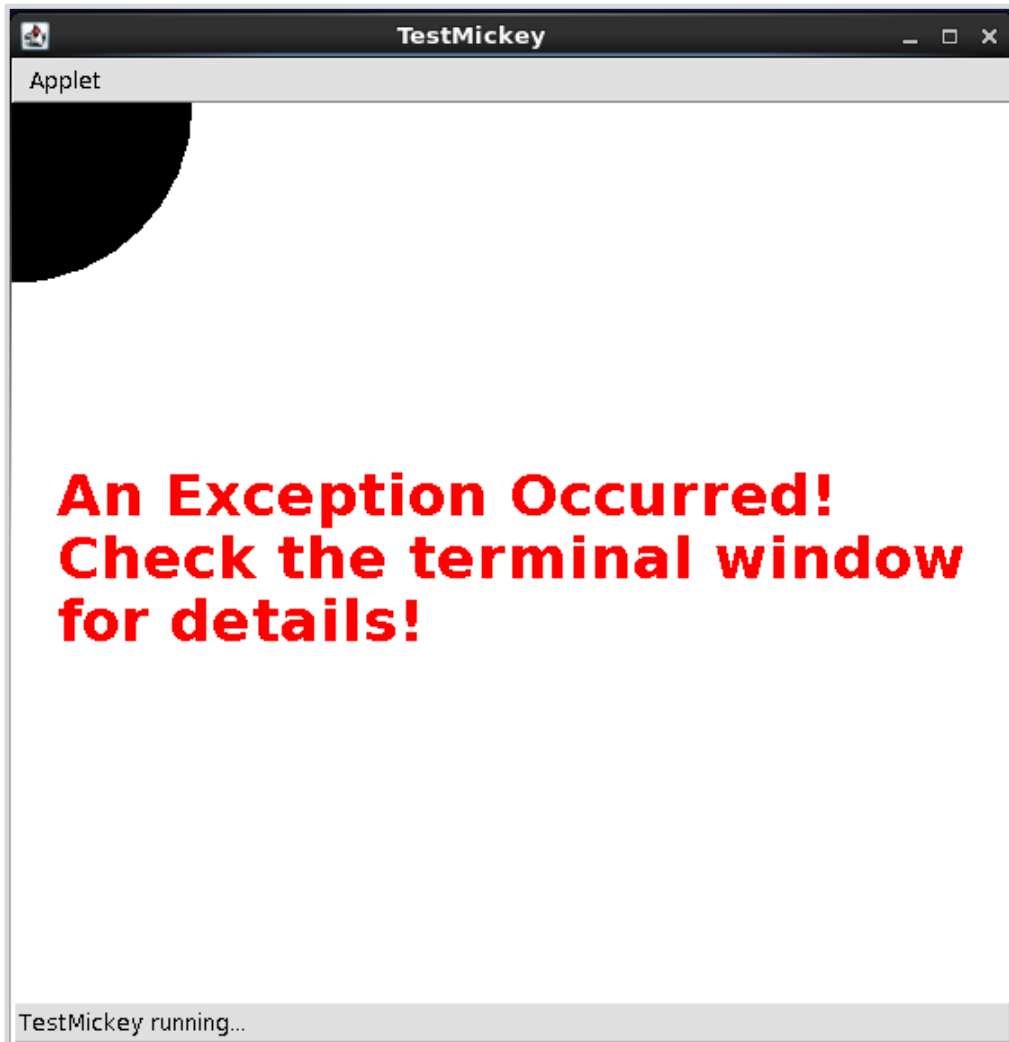 TestMickey
Applet
An Exception Occurred!
Check the terminal window
for details!
TestMickey running...